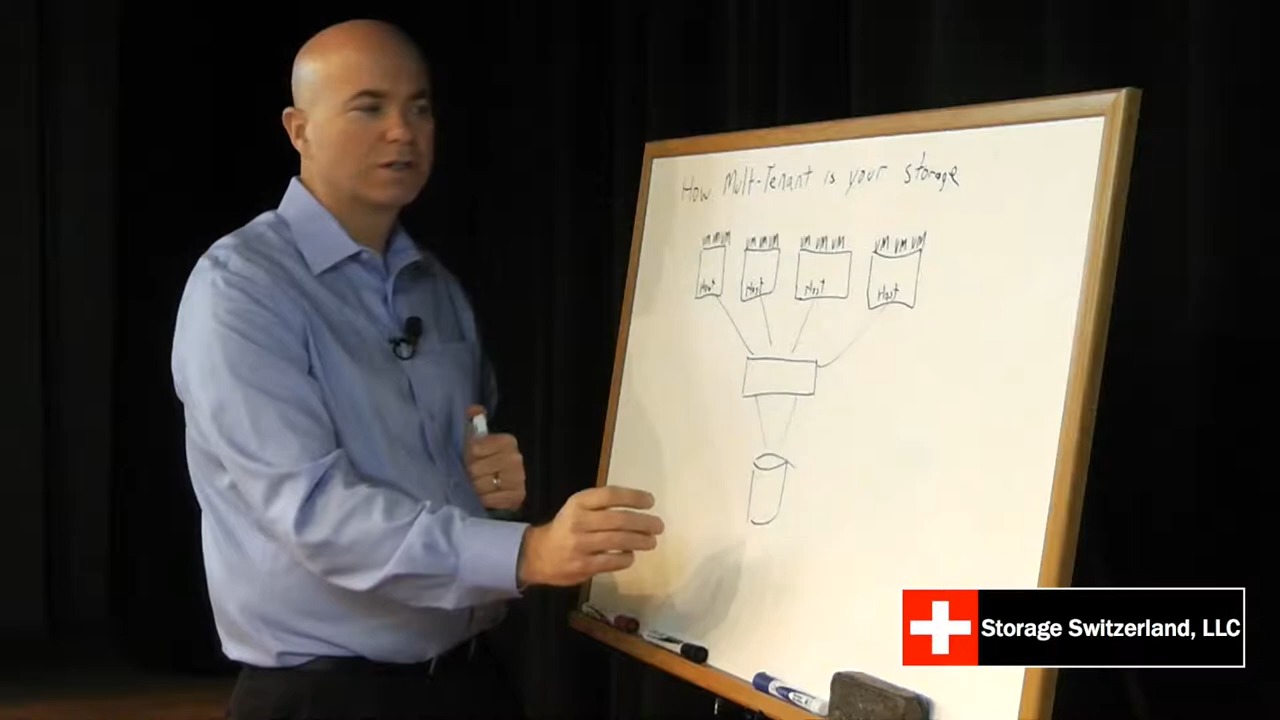 How Mult-Tenant is your storage
VM VM VM VM VM VM VM VM VM VM VM VM
Host Host Host Host
Storage Switzerland, LLC